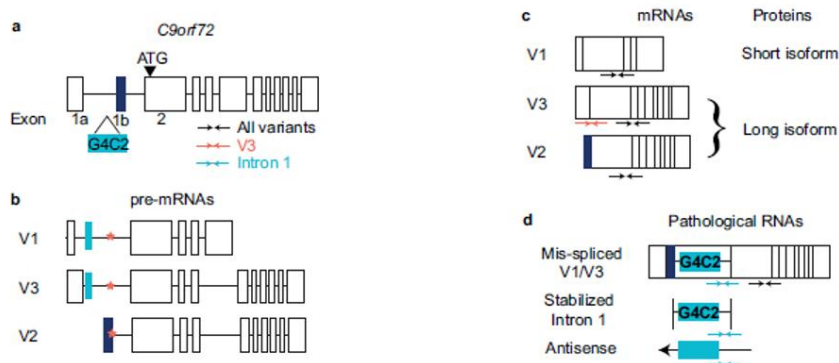 a
C9orf72
ATG
Exon
1a
1b
2
G4C2
All variants
V3
Intron 1
b
pre-mRNAs
V1
V3
V2
c
mRNAs
Proteins
V1
Short isoform
V3
Long isoform
V2
d
Pathological RNAs
Mis-spliced
V1/V3
G4C2
Stabilized
Intron 1
G4C2
Antisense